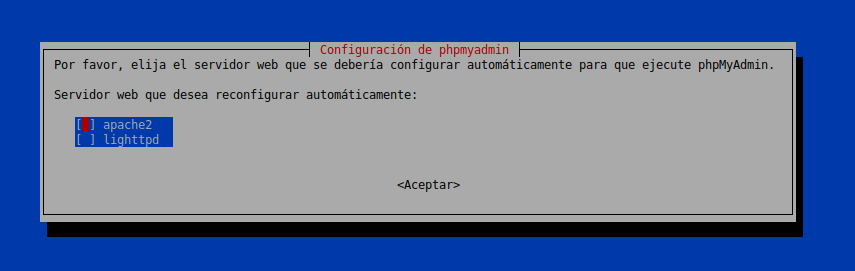 Configuración de phpmyadmin
Por favor, elija el servidor web que se debería configurar automáticamente para que ejecute phpMyAdmin.
Servidor web que desea reconfigurar automáticamente:
[ ] apache2
[ ] lighttpd
<Aceptar>